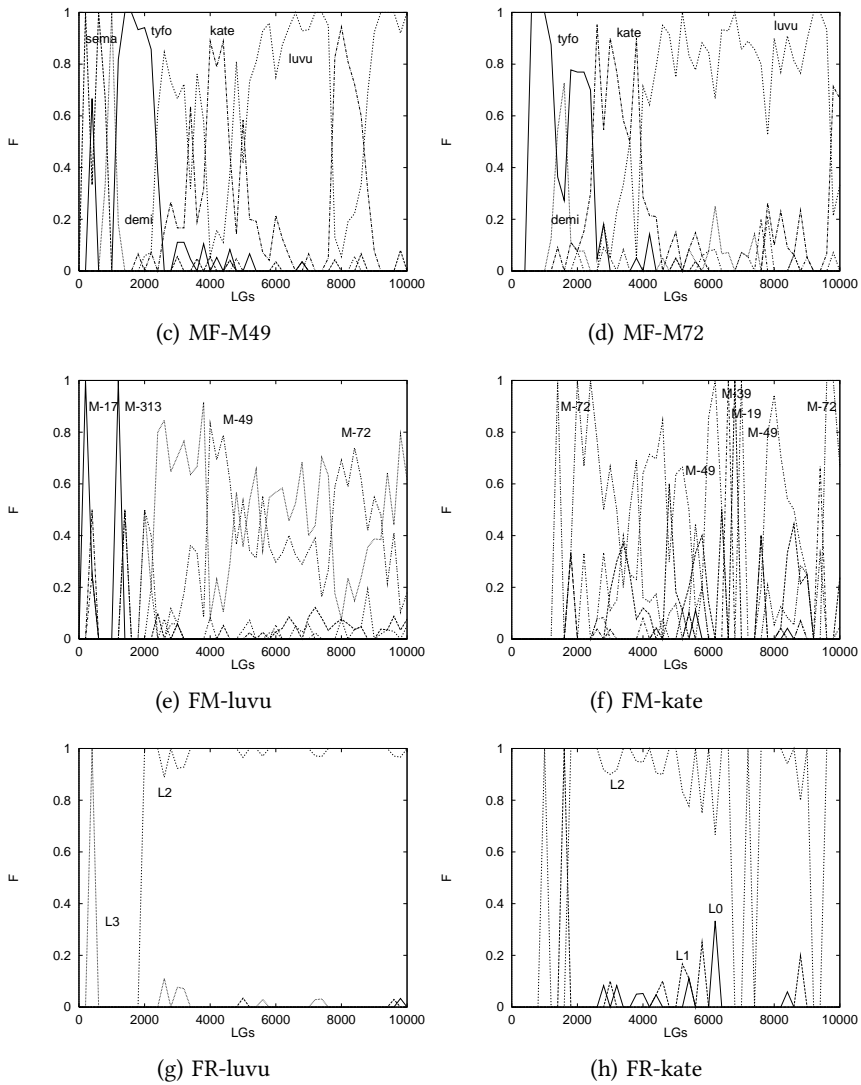 1
0.8
0.6
0.4
0.2
0
F
sema
tyfo
kate
luvu
demi
0 2000 4000 6000 8000 10000
LGs
(c) MF-M49
1
0.8
0.6
0.4
0.2
0
F
tyfo
kate
luvu
demi
0 2000 4000 6000 8000 10000
LGs
(d) MF-M72
1
0.8
0.6
0.4
0.2
0
F
M-17
M-313
M-49
M-72
0 2000 4000 6000 8000 10000
LGs
(e) FM-luvu
1
0.8
0.6
0.4
0.2
0
F
M-72
M-39
M-19
M-49
M-49
M-72
0 2000 4000 6000 8000 10000
LGs
(f) FM-kate
1
0.8
0.6
0.4
0.2
0
F
L2
L3
0 2000 4000 6000 8000 10000
LGs
(g) FR-luvu
1
0.8
0.6
0.4
0.2
0
F
L2
L0
L1
0 2000 4000 6000 8000 10000
LGs
(h) FR-kate